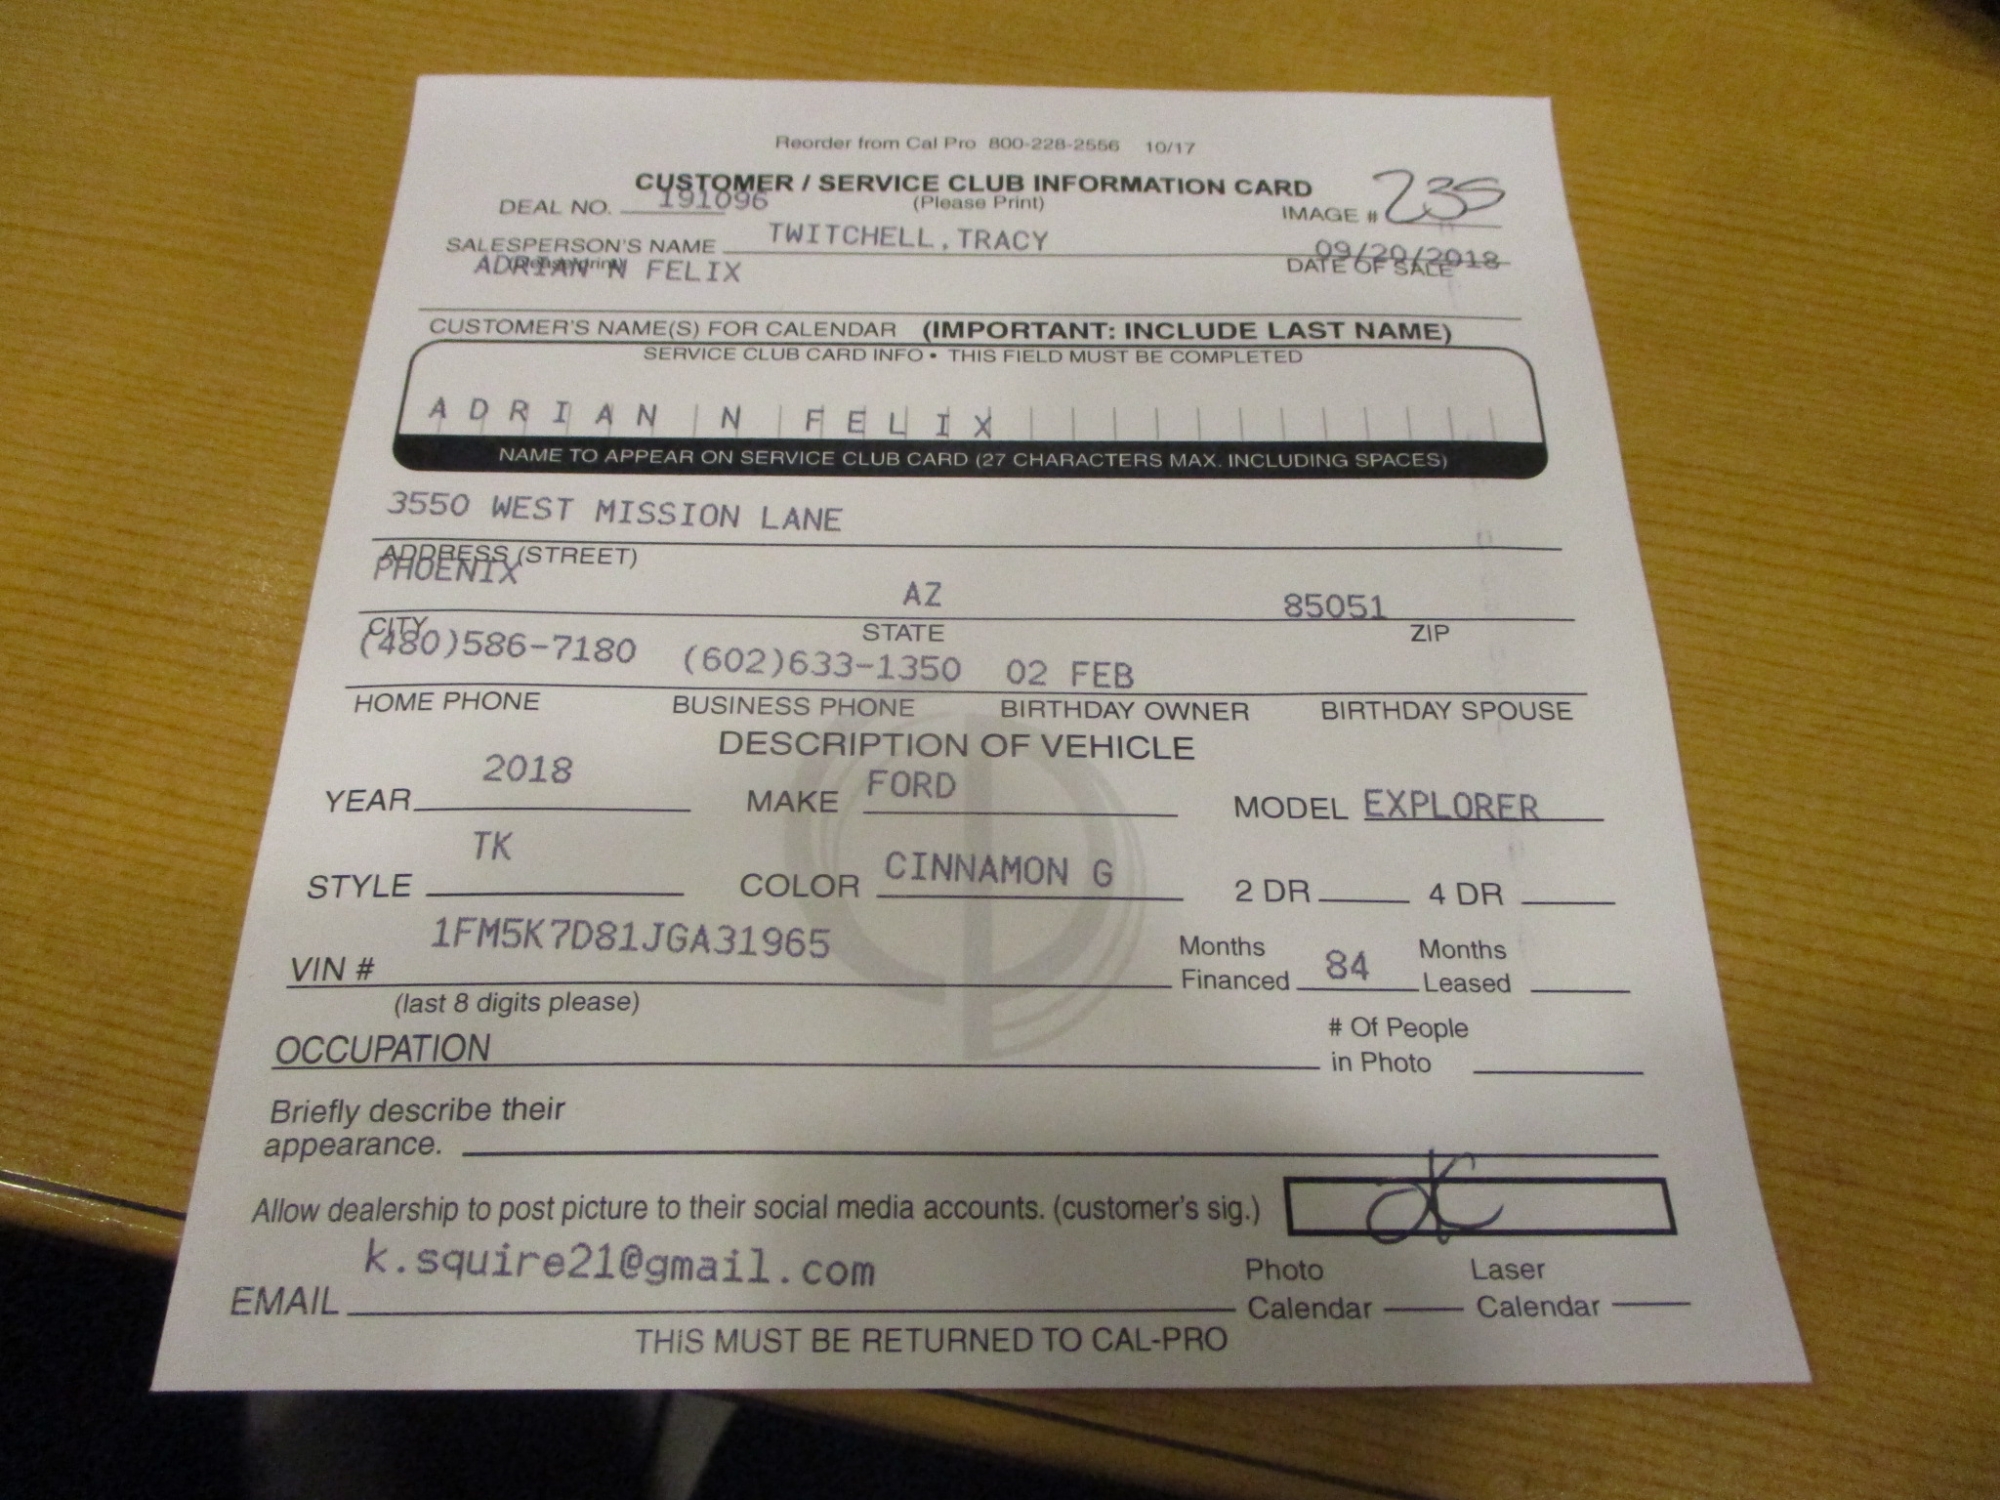 Reorder from Cal Pro 800-228-2556 10/17
CUSTOMER / SERVICE CLUB INFORMATION CARD
DEAL NO. 191096 (Please Print) IMAGE # 235
SALESPERSON'S NAME TWITCHELL,TRACY 09/20/2018
(please print) DATE OF SALE
ADRIAN N FELIX
CUSTOMER'S NAME(S) FOR CALENDAR (IMPORTANT: INCLUDE LAST NAME)
SERVICE CLUB CARD INFO • THIS FIELD MUST BE COMPLETED
ADRIAN N FELIX
NAME TO APPEAR ON SERVICE CLUB CARD (27 CHARACTERS MAX. INCLUDING SPACES)
3550 WEST MISSION LANE
ADDRESS (STREET)
PHOENIX AZ 85051
CITY STATE ZIP
(480)586-7180 (602)633-1350 02 FEB
HOME PHONE BUSINESS PHONE BIRTHDAY OWNER BIRTHDAY SPOUSE
DESCRIPTION OF VEHICLE
YEAR 2018 MAKE FORD MODEL EXPLORER
STYLE TK COLOR CINNAMON G 2 DR 4 DR
VIN # 1FM5K7D81JGA31965 Months Financed 84 Months Leased
(last 8 digits please)
OCCUPATION # Of People in Photo
Briefly describe their
appearance.
Allow dealership to post picture to their social media accounts. (customer's sig.)
EMAIL k.squire21@gmail.com Photo Calendar Laser Calendar
THIS MUST BE RETURNED TO CAL-PRO